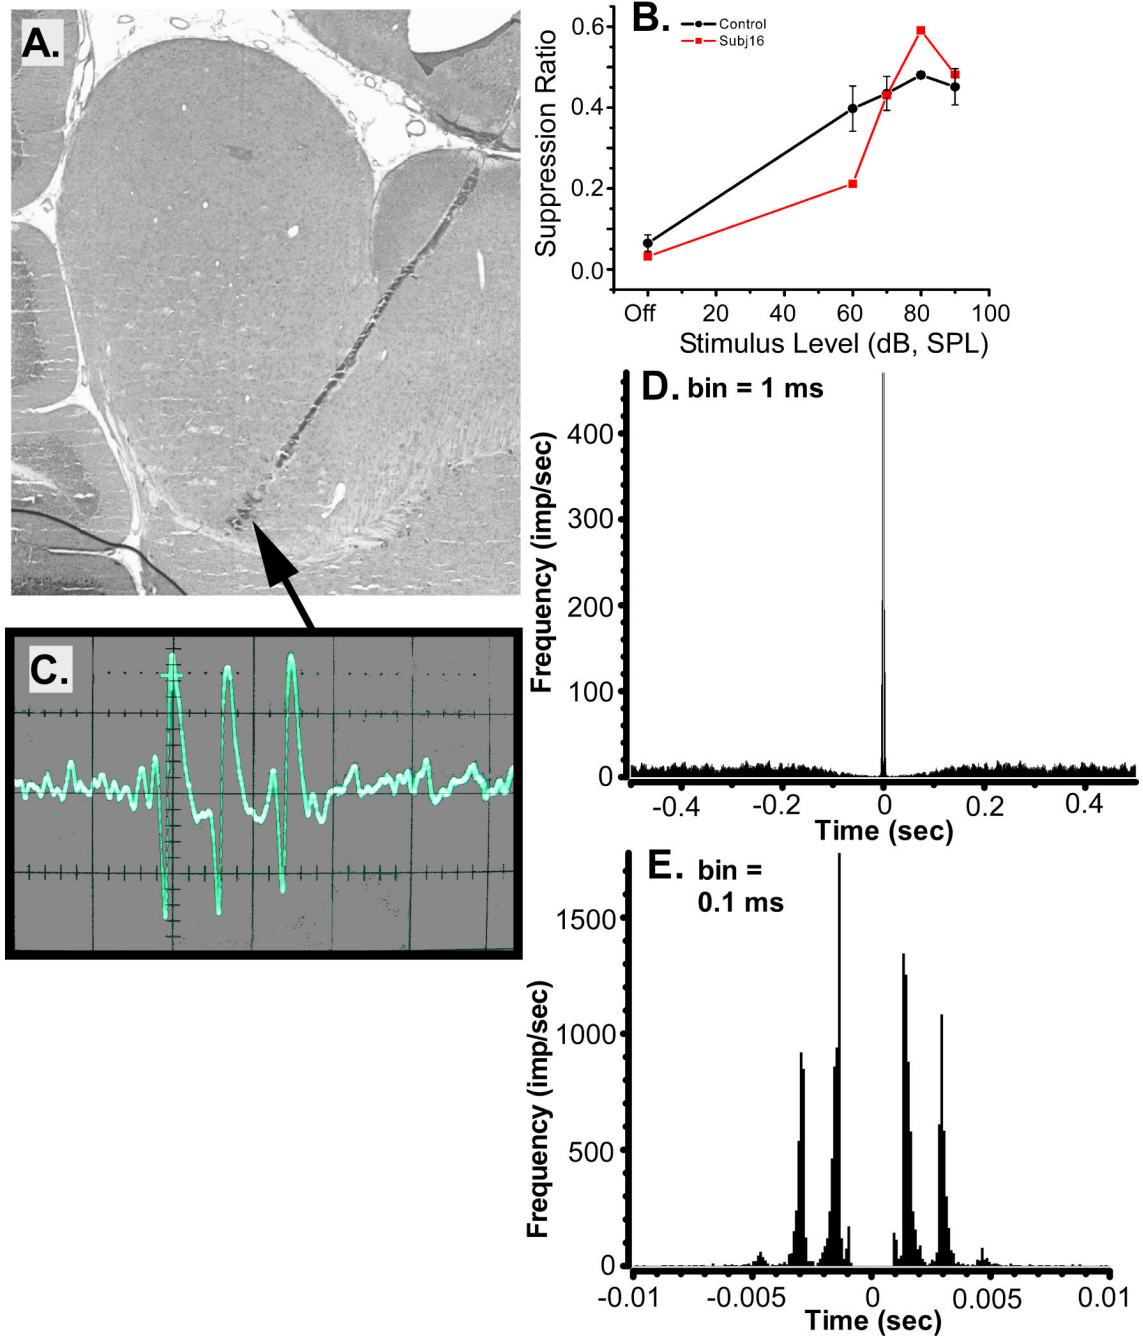 A.
B.
Control
Subj16
0.6
0.4
0.2
0.0
Suppression Ratio
Off 20 40 60 80 100
Stimulus Level (dB, SPL)
C.
D. bin = 1 ms
400
300
200
100
0
Frequency (imp/sec)
-0.4 -0.2 0 0.2 0.4
Time (sec)
E. bin =
0.1 ms
1500
1000
500
0
Frequency (imp/sec)
-0.01 -0.005 0 0.005 0.01
Time (sec)